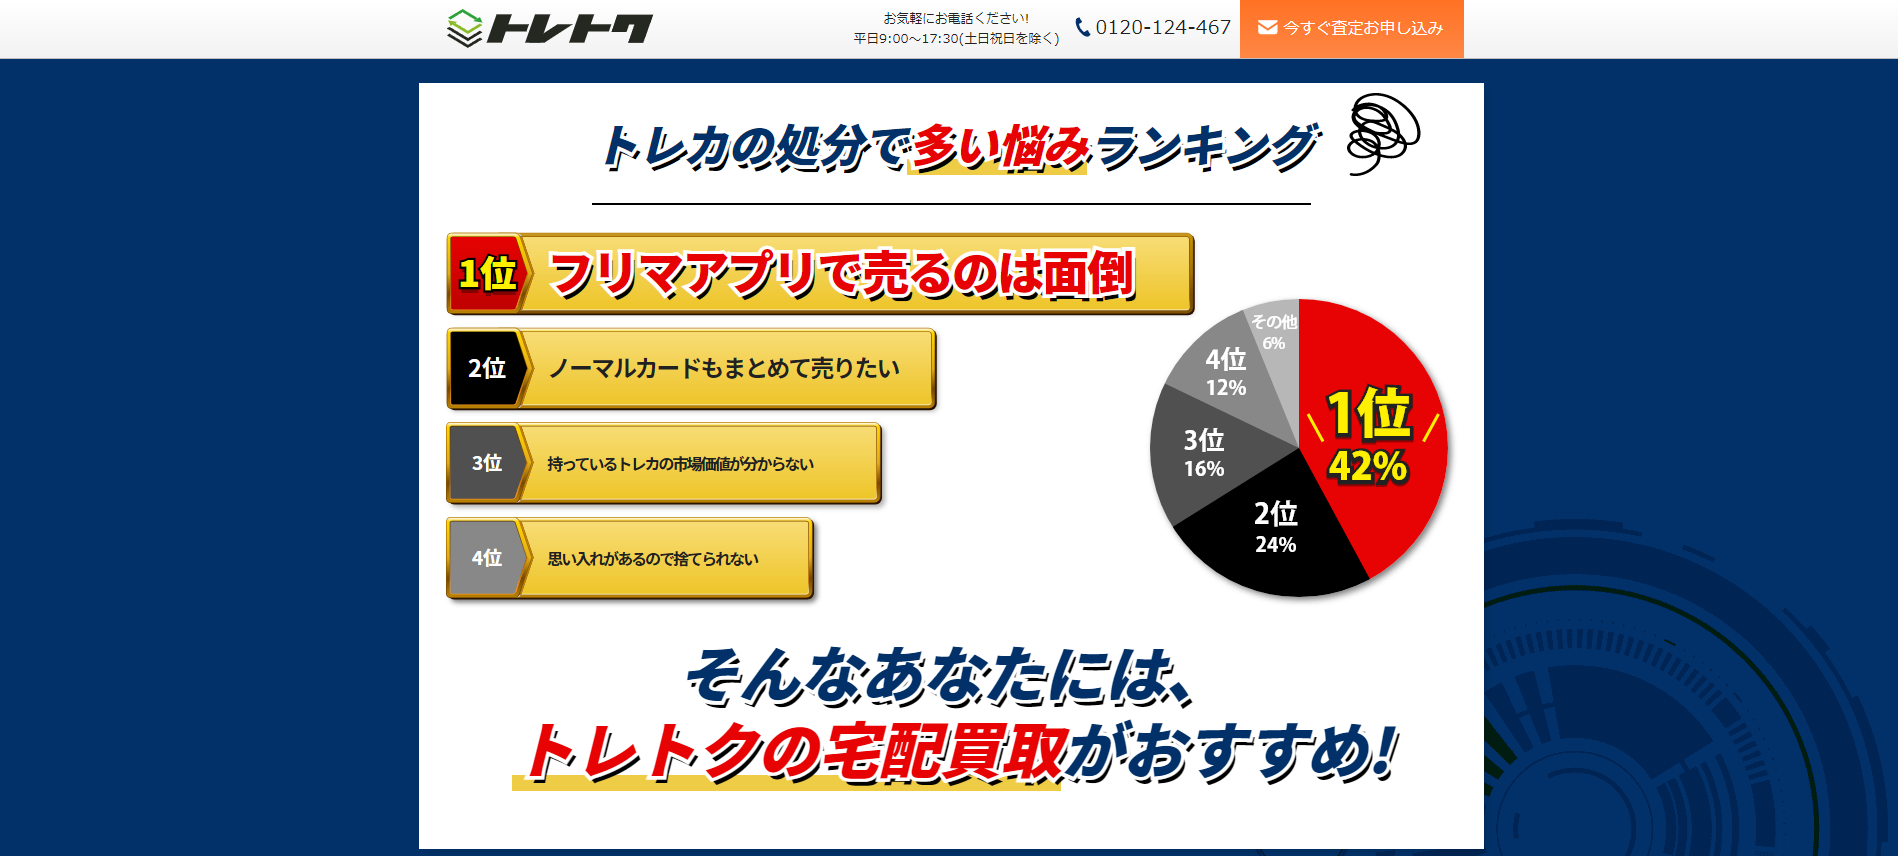 トレトク
お気軽にお電話ください!
平日9:00～17:30(土日祝日を除く)
0120-124-467
今すぐ査定お申し込み
トレカの処分で多い悩みランキング
1位 フリマアプリで売るのは面倒
2位 ノーマルカードもまとめて売りたい
3位 持っているトレカの市場価値が分からない
4位 思い入れがあるので捨てられない
その他
6%
4位
12%
3位
16%
2位
24%
1位
42%
そんなあなたには、
トレトクの宅配買取がおすすめ!